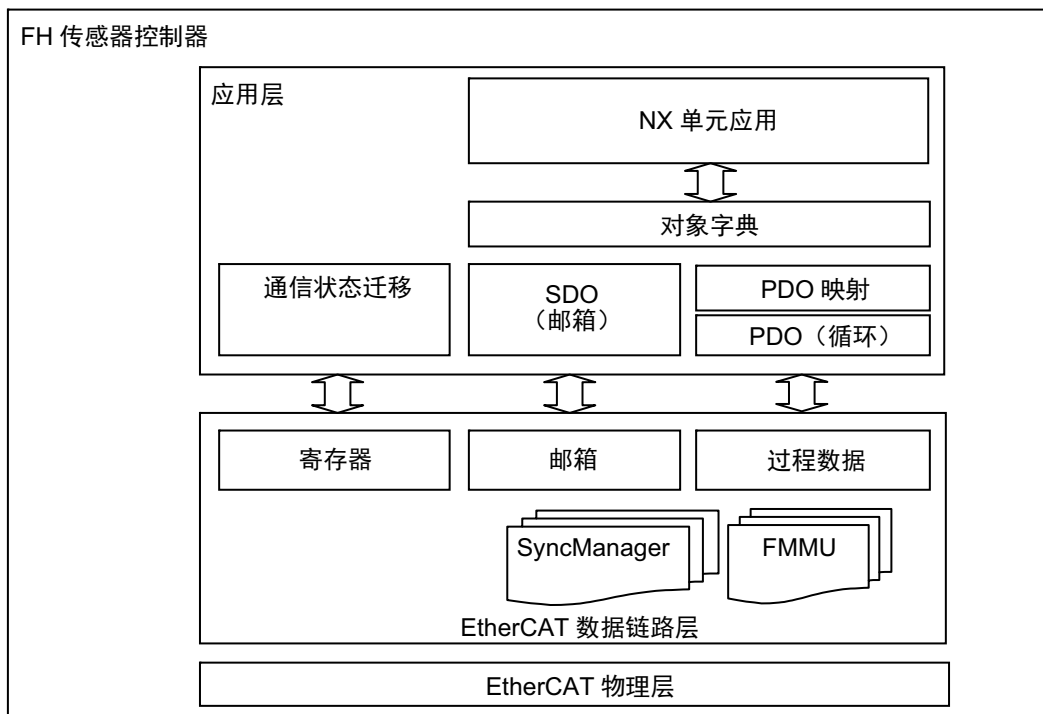 FH 传感器控制器
应用层
NX 单元应用
对象字典
通信状态迁移
SDO
（邮箱）
PDO 映射
PDO（循环）
寄存器
邮箱
过程数据
SyncManager
FMMU
EtherCAT 数据链路层
EtherCAT 物理层